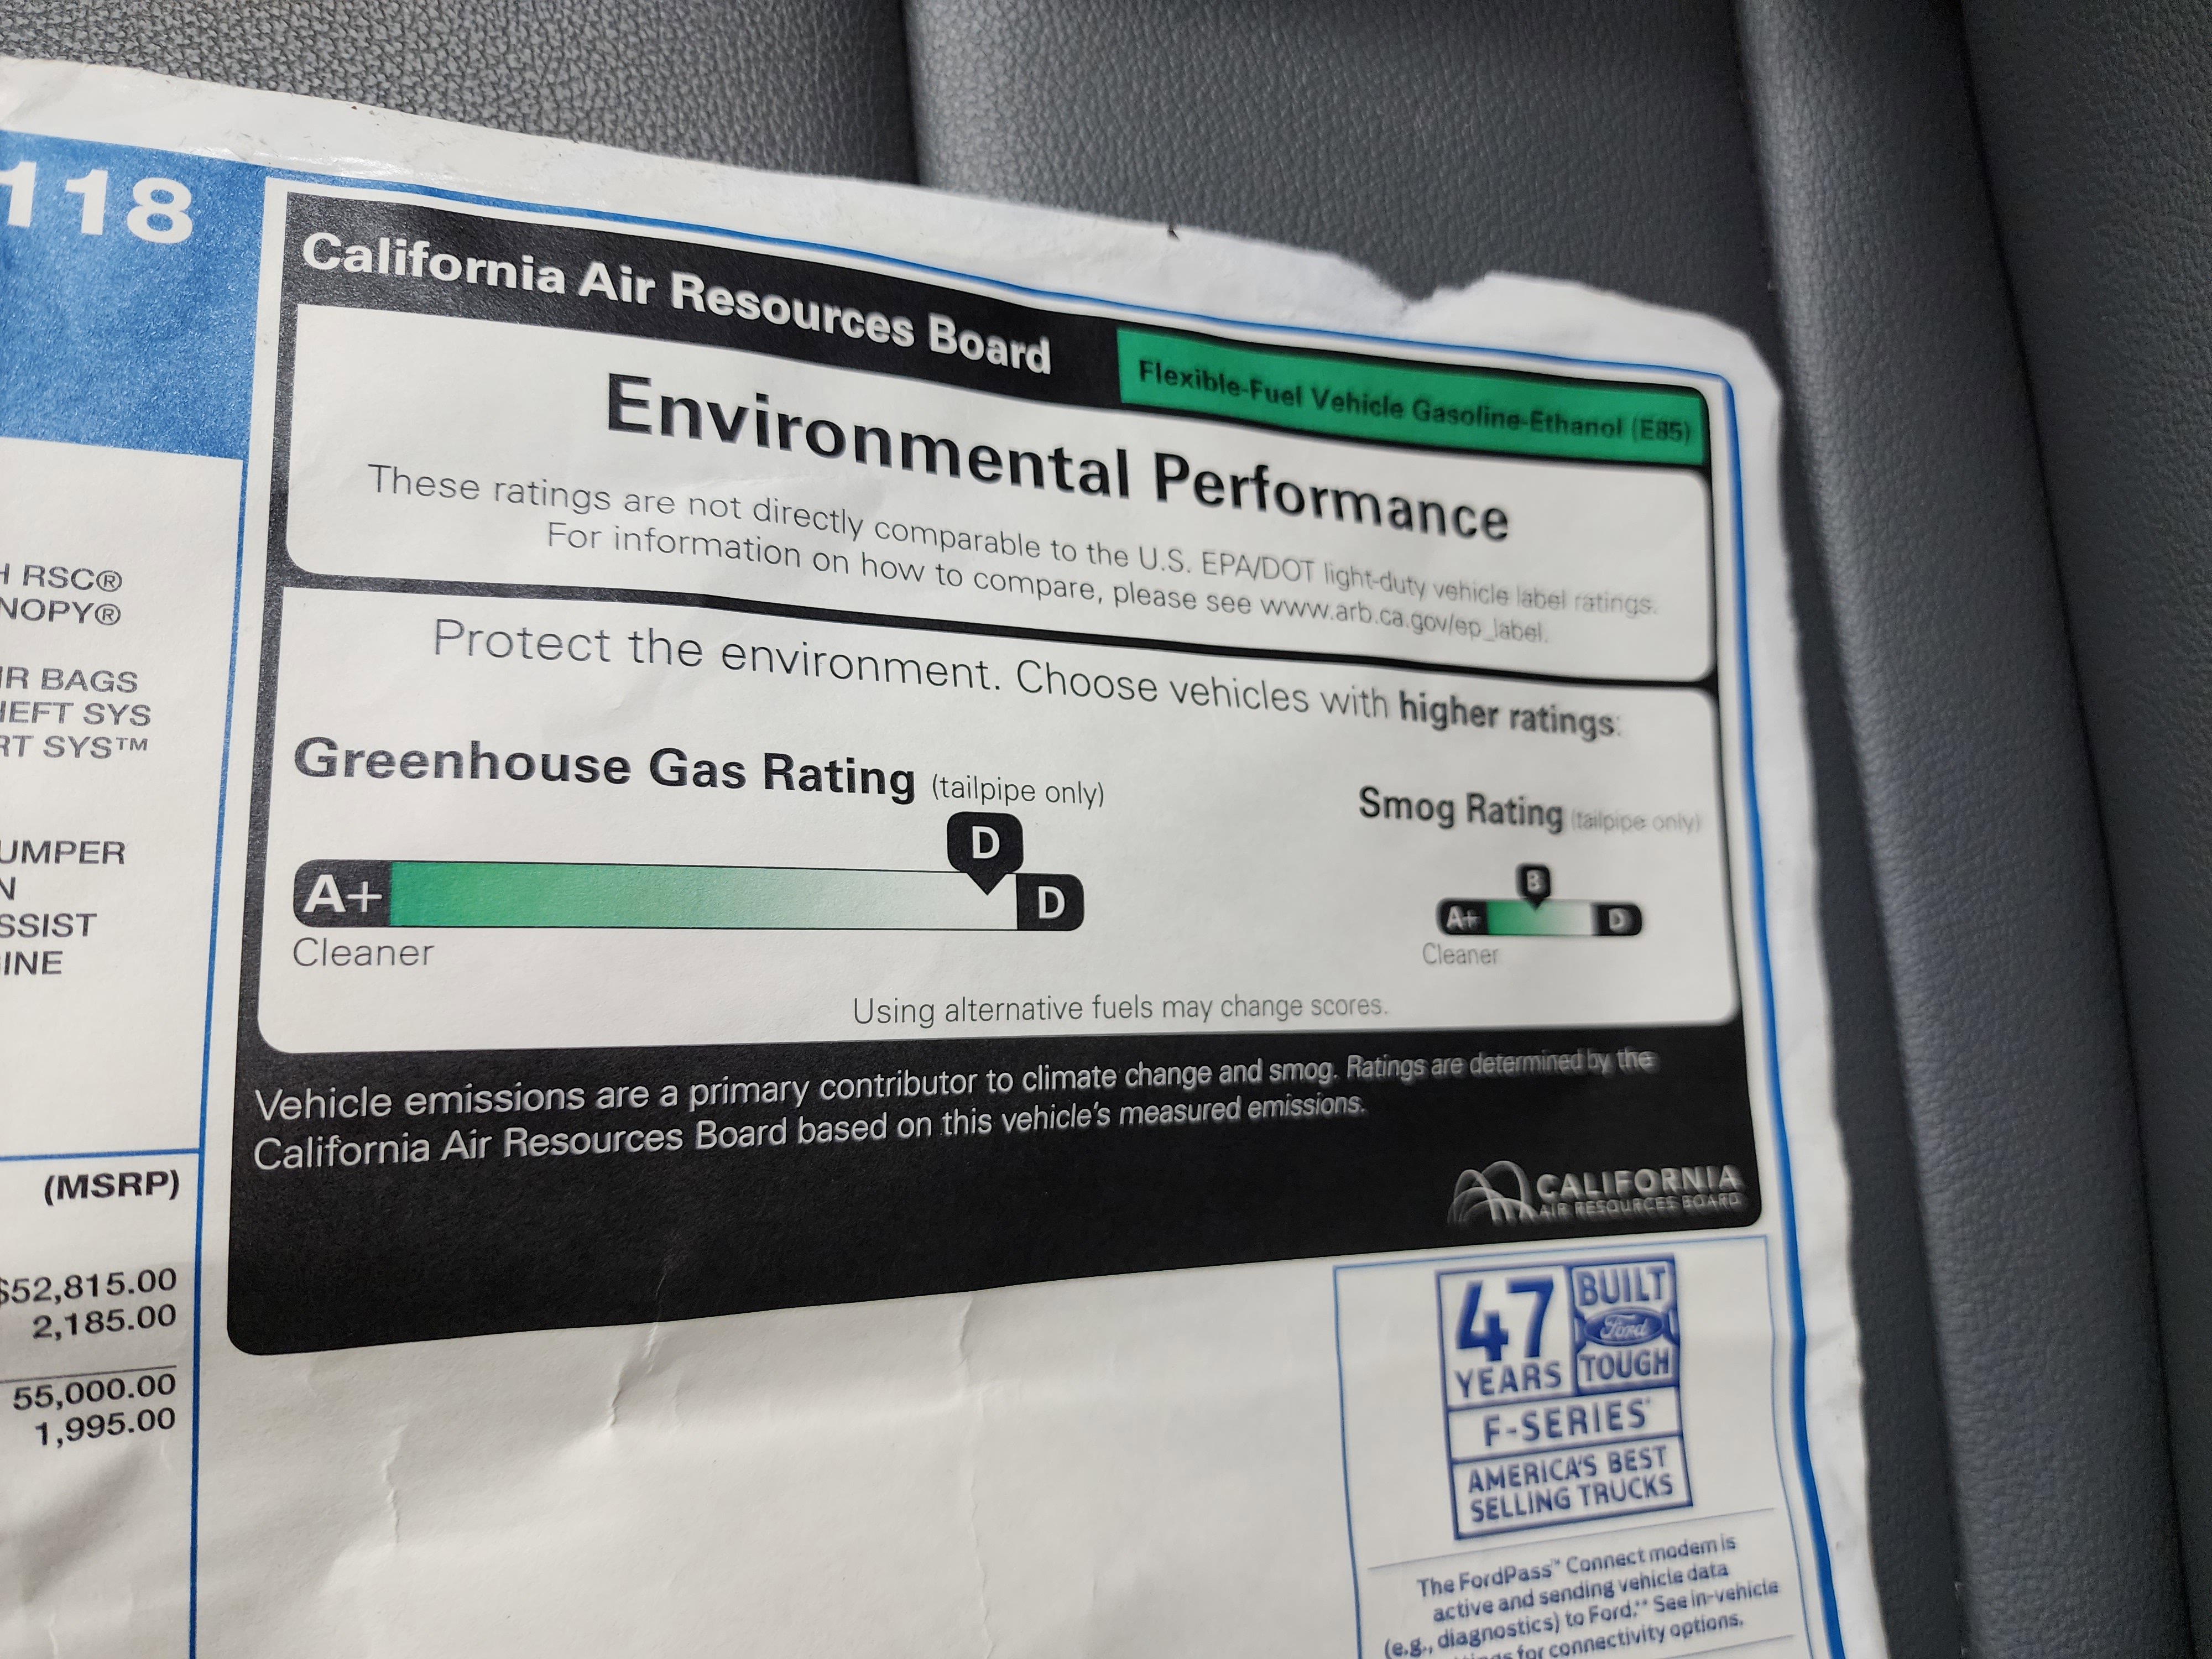 118
H RSC®
NOPY®
IR BAGS
HEFT SYS
RT SYS™
UMPER
N
SSIST
INE
(MSRP)
$52,815.00
2,185.00
55,000.00
1,995.00
California Air Resources Board
Flexible-Fuel Vehicle Gasoline-Ethanol (E85)
Environmental Performance
These ratings are not directly comparable to the U.S. EPA/DOT light-duty vehicle label ratings.
For information on how to compare, please see www.arb.ca.gov/ep_label.
Protect the environment. Choose vehicles with higher ratings:
Greenhouse Gas Rating (tailpipe only)
D
A+ D
Cleaner
Smog Rating (tailpipe only)
B
A+ D
Cleaner
Using alternative fuels may change scores.
Vehicle emissions are a primary contributor to climate change and smog. Ratings are determined by the
California Air Resources Board based on this vehicle's measured emissions.
CALIFORNIA
AIR RESOURCES BOARD
47
YEARS
BUILT
Ford
TOUGH
F-SERIES®
AMERICA'S BEST
SELLING TRUCKS
The FordPass™ Connect modem is
active and sending vehicle data
(e.g., diagnostics) to Ford.** See in-vehicle
for connectivity options.